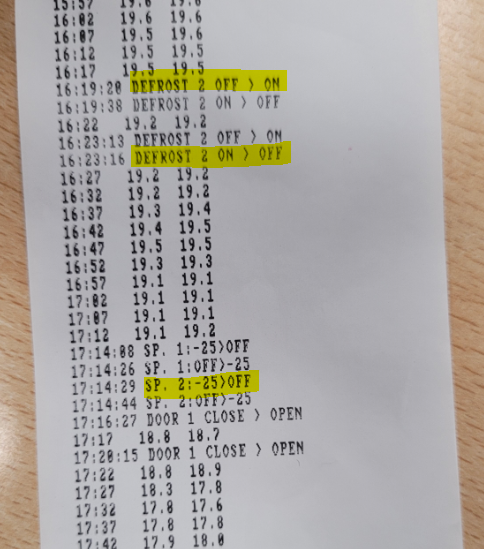 15:57 19.6 19.6
16:02 19.6 19.6
16:07 19.5 19.6
16:12 19.5 19.5
16:17 19.5 19.5
16:19:20 DEFROST 2 OFF > ON
16:19:38 DEFROST 2 ON > OFF
16:22 19.2 19.2
16:23:13 DEFROST 2 OFF > ON
16:23:16 DEFROST 2 ON > OFF
16:27 19.2 19.2
16:32 19.2 19.2
16:37 19.3 19.4
16:42 19.4 19.5
16:47 19.5 19.5
16:52 19.3 19.3
16:57 19.1 19.1
17:02 19.1 19.1
17:07 19.1 19.1
17:12 19.1 19.2
17:14:08 SP. 1:-25>OFF
17:14:26 SP. 1:OFF>-25
17:14:29 SP. 2:-25>OFF
17:14:44 SP. 2:OFF>-25
17:16:27 DOOR 1 CLOSE > OPEN
17:17 18.8 18.7
17:20:15 DOOR 1 CLOSE > OPEN
17:22 18.8 18.9
17:27 18.3 17.8
17:32 17.8 17.6
17:37 17.8 17.8
17:42 17.9 18.0